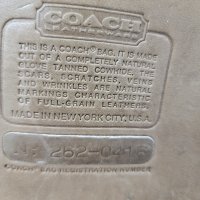 COACH
LEATHERWARE
THIS IS A COACH® BAG. IT IS MADE
OUT OF A COMPLETELY NATURAL
GLOVE TANNED COWHIDE. THE
SCARS, SCRATCHES, VEINS
AND WRINKLES ARE NATURAL
MARKINGS CHARACTERISTIC
OF FULL-GRAIN LEATHERS.
MADE IN NEW YORK CITY, U.S.A.
262-0416
COACH BAG REGISTRATION NUMBER